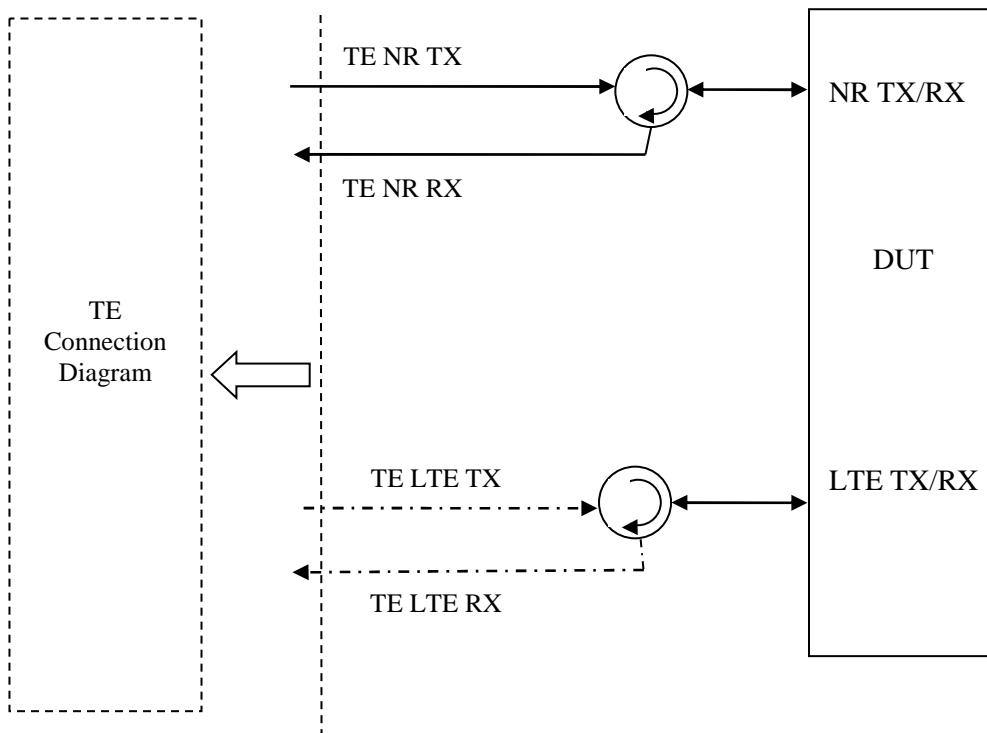 TE NR TX
NR TX/RX
TE NR RX
DUT
TE
Connection
Diagram
TE LTE TX
LTE TX/RX
TE LTE RX